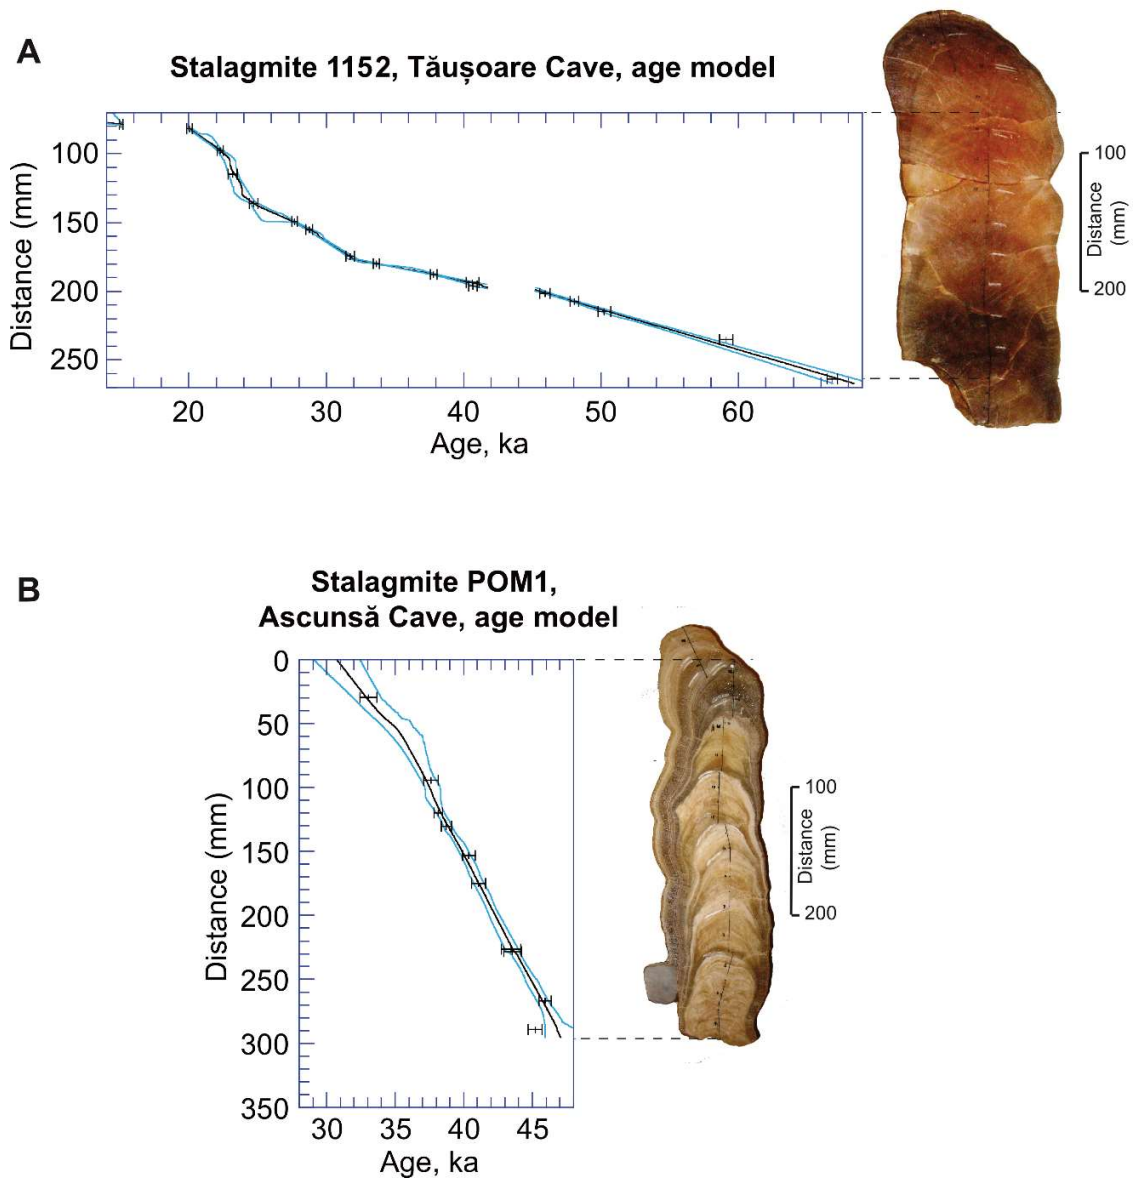 A
Stalagmite 1152, Tăușoare Cave, age model
Distance (mm)
100
150
200
250
20 30 40 50 60
Age, ka
100
Distance
(mm)
200
B
Stalagmite POM1,
Ascunsă Cave, age model
Distance (mm)
0
50
100
150
200
250
300
350
30 35 40 45
Age, ka
100
Distance
(mm)
200